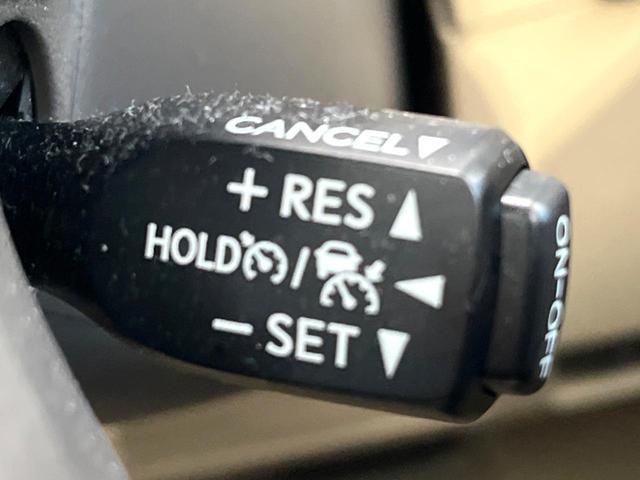 CANCEL▼
+ RES ▲
HOLD / ◀
− SET ▼
ON-OFF